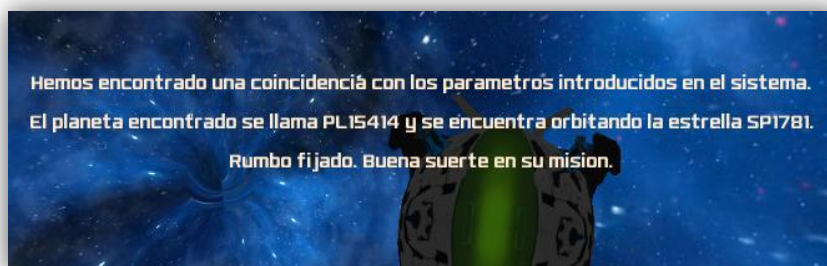 Hemos encontrado una coincidencia con los parametros introducidos en el sistema.
El planeta encontrado se llama PL15414 y se encuentra orbitando la estrella SP1781.
Rumbo fijado. Buena suerte en su mision.